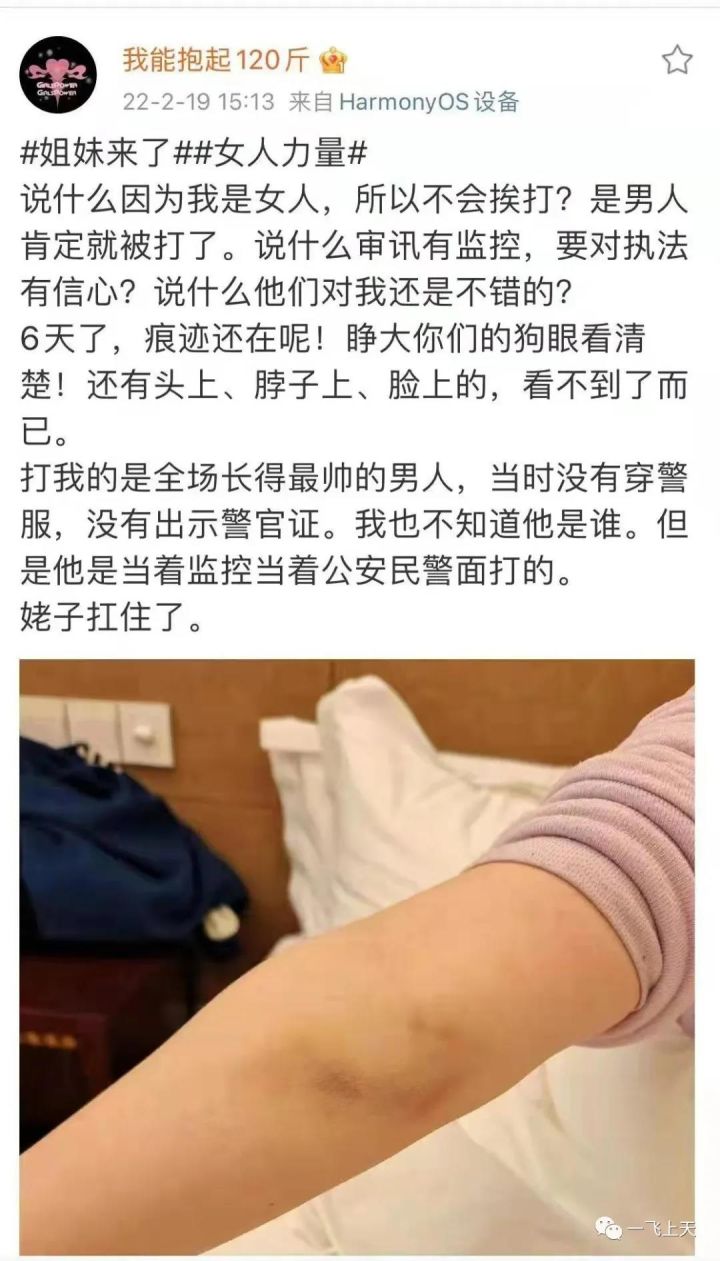 我能抱起120斤
22-2-19 15:13 来自 HarmonyOS 设备
#姐妹来了##女人力量#
说什么因为我是女人，所以不会挨打？是男人
肯定就被打了。说什么审讯有监控，要对执法
有信心？说什么他们对我还是不错的？
6天了，痕迹还在呢！睁大你们的狗眼看清
楚！还有头上、脖子上、脸上的，看不到了而
已。
打我的是全场长得最帅的男人，当时没有穿警
服，没有出示警官证。我也不知道他是谁。但
是他是当着监控当着公安民警面打的。
姥子扛住了。
GIRLSPOWER
GIRLSPOWER
一飞上天